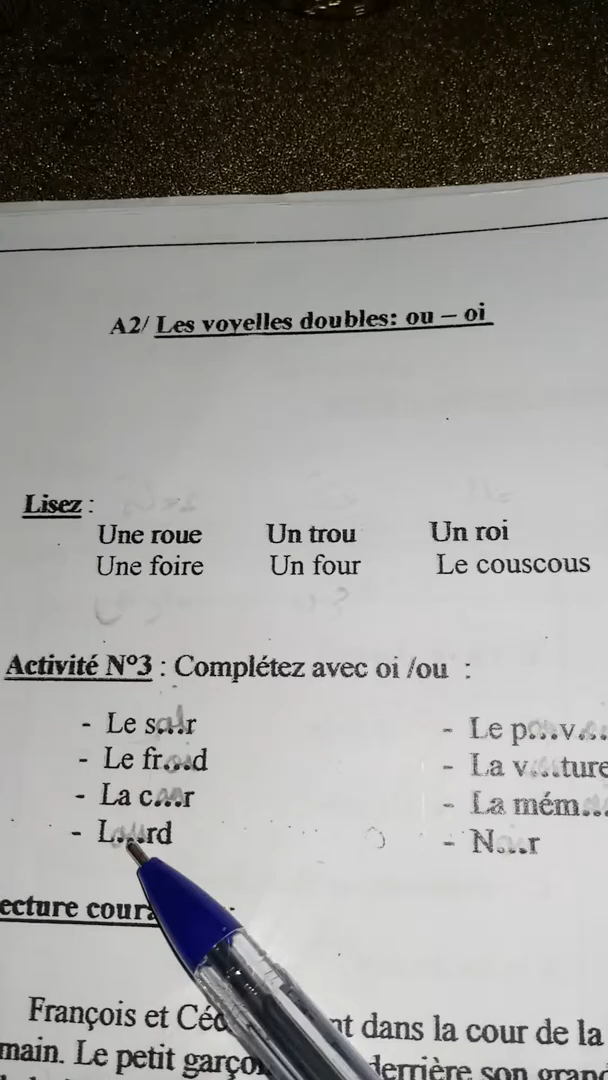 A2/ Les voyelles doubles: ou – oi
Lisez :
Une roue Un trou Un roi
Une foire Un four Le couscous
Activité N°3 : Complétez avec oi /ou :
- Le s...r - Le p...v...
- Le fr...d - La v...ture
- La c...r - La mém...
- L...rd - N...r
ecture cour
François et Céc nt dans la cour de la
main. Le petit garço derrière son grand